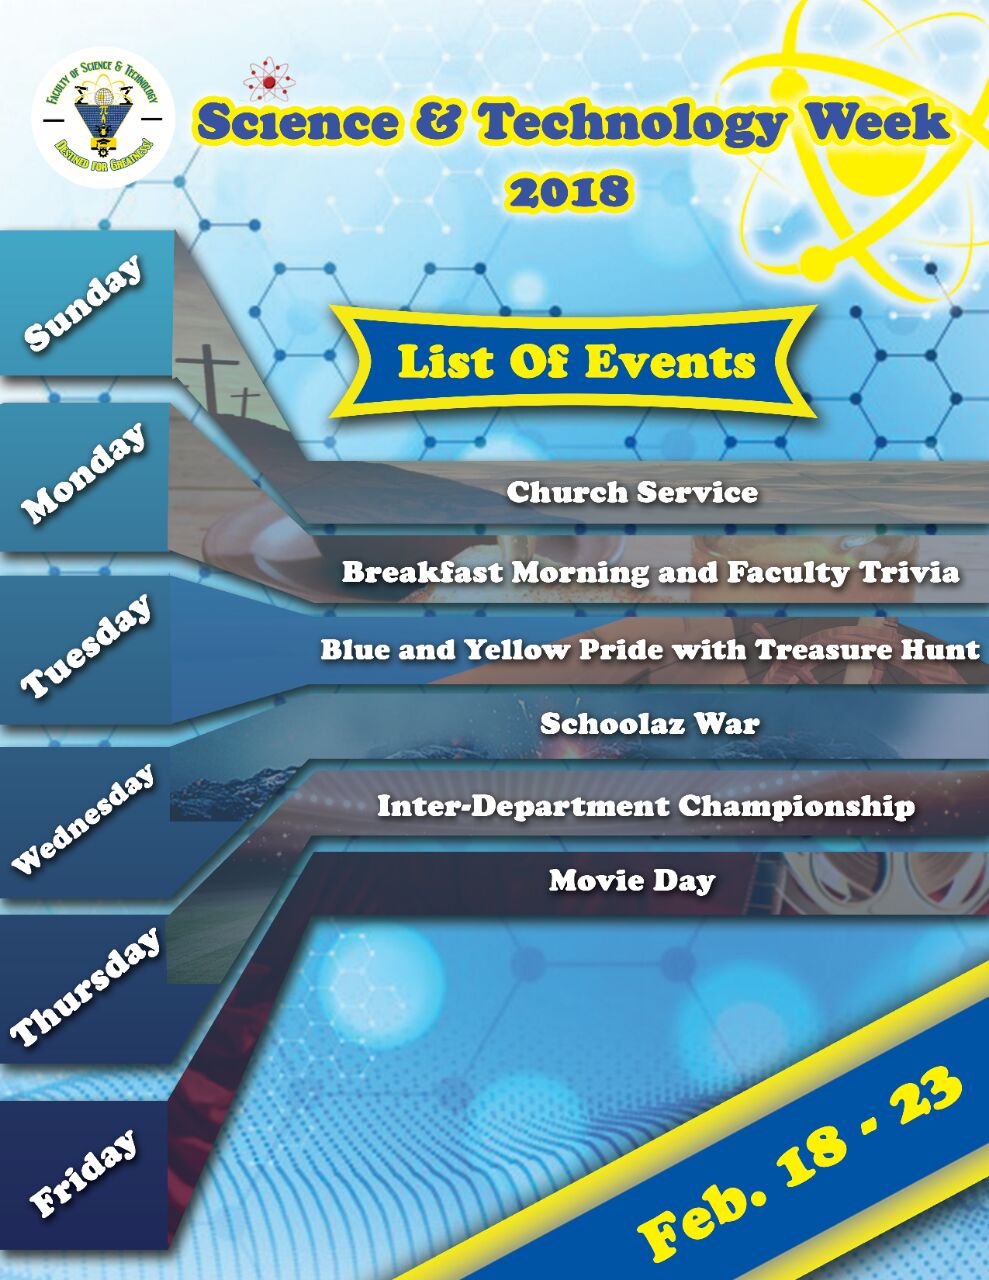 Faculty of Science & Technology
Destined for Greatness!
Science & Technology Week
2018
List Of Events
Sunday
Church Service
Monday
Breakfast Morning and Faculty Trivia
Tuesday
Blue and Yellow Pride with Treasure Hunt
Wednesday
Schoolaz War
Thursday
Inter-Department Championship
Friday
Movie Day
Feb. 18 - 23